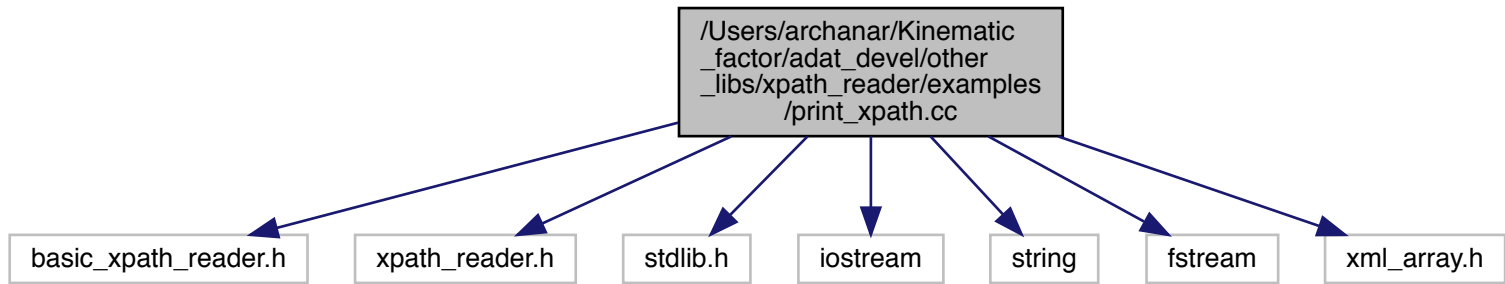 /Users/archanar/Kinematic
_factor/adat_devel/other
_libs/xpath_reader/examples
/print_xpath.cc
basic_xpath_reader.h
xpath_reader.h
stdlib.h
iostream
string
fstream
xml_array.h